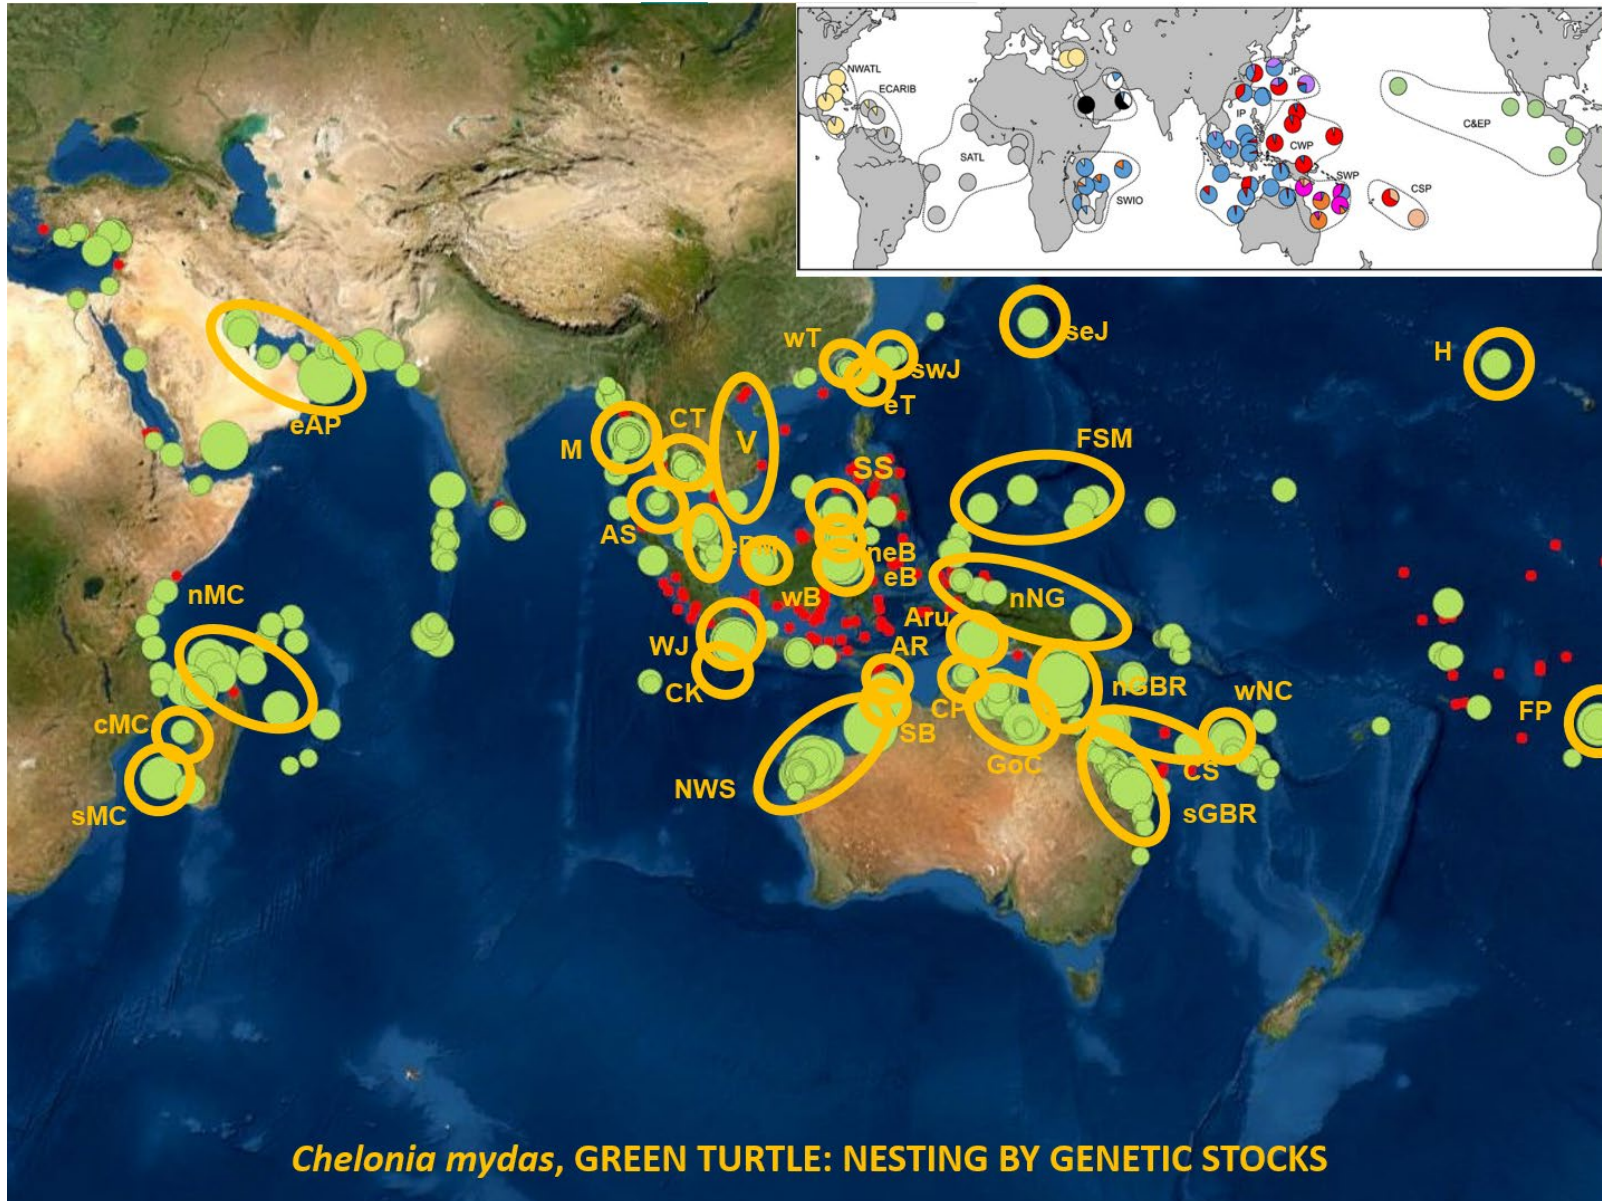 NWATL
ECARIB
SATL
SWIO
JP
IP
CWP
SWP
CSP
C&EP
seJ
H
wT
swJ
eT
eAP
CT
M
V
FSM
SS
AS
neB
eB
wB
nNG
nMC
Aru
WJ
AR
CK
nGBR
wNC
CP
FP
cMC
SB
GoC
CS
NWS
sGBR
sMC
Chelonia mydas, GREEN TURTLE: NESTING BY GENETIC STOCKS